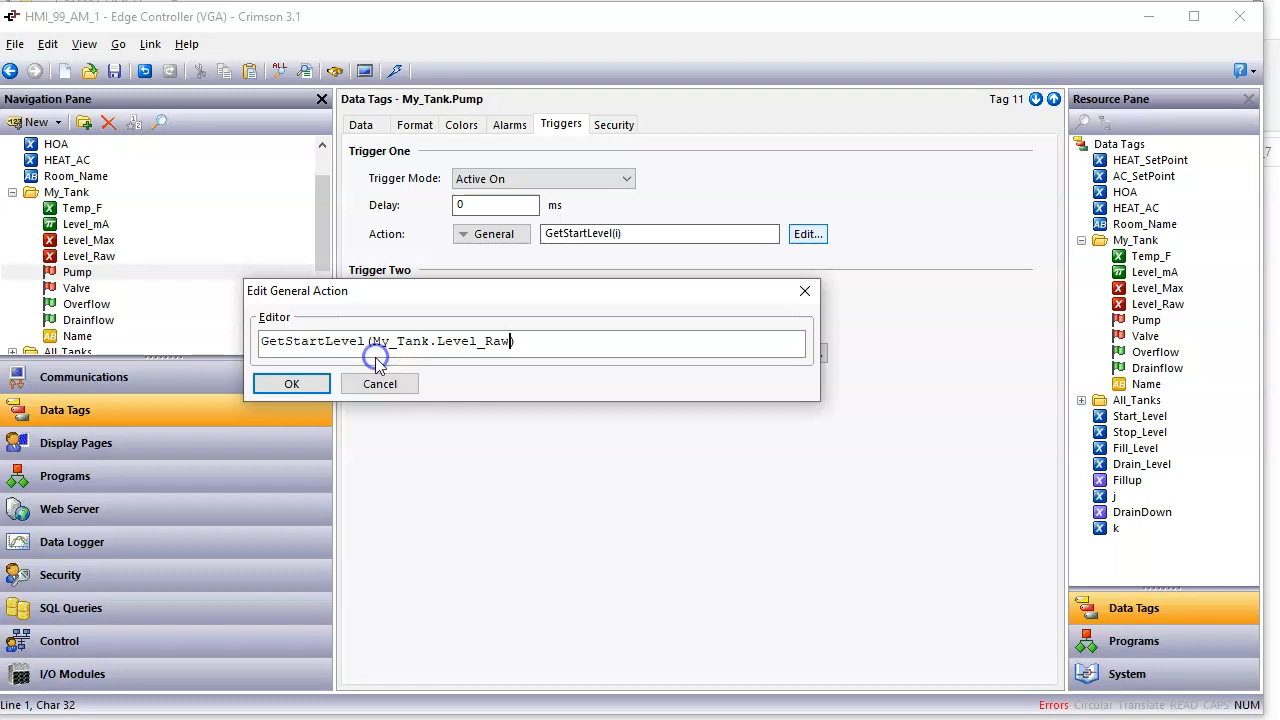 HMI_99_AM_1 - Edge Controller (VGA) - Crimson 3.1
File Edit View Go Link Help
Navigation Pane
New
HOA
HEAT_AC
Room_Name
My_Tank
Temp_F
Level_mA
Level_Max
Level_Raw
Pump
Valve
Overflow
Drainflow
Name
All_Tanks
Communications
Data Tags
Display Pages
Programs
Web Server
Data Logger
Security
SQL Queries
Control
I/O Modules
Data Tags - My_Tank.Pump
Tag 11
Data Format Colors Alarms Triggers Security
Trigger One
Trigger Mode: Active On
Delay: 0 ms
Action: General GetStartLevel(i) Edit...
Trigger Two
Edit General Action
Editor
GetStartLevel(My_Tank.Level_Raw)
OK Cancel
Resource Pane
Data Tags
HEAT_SetPoint
AC_SetPoint
HOA
HEAT_AC
Room_Name
My_Tank
Temp_F
Level_mA
Level_Max
Level_Raw
Pump
Valve
Overflow
Drainflow
Name
All_Tanks
Start_Level
Stop_Level
Fill_Level
Drain_Level
Fillup
j
DrainDown
k
Data Tags
Programs
System
Line 1, Char 32
Errors Circular Translate READ CAPS NUM